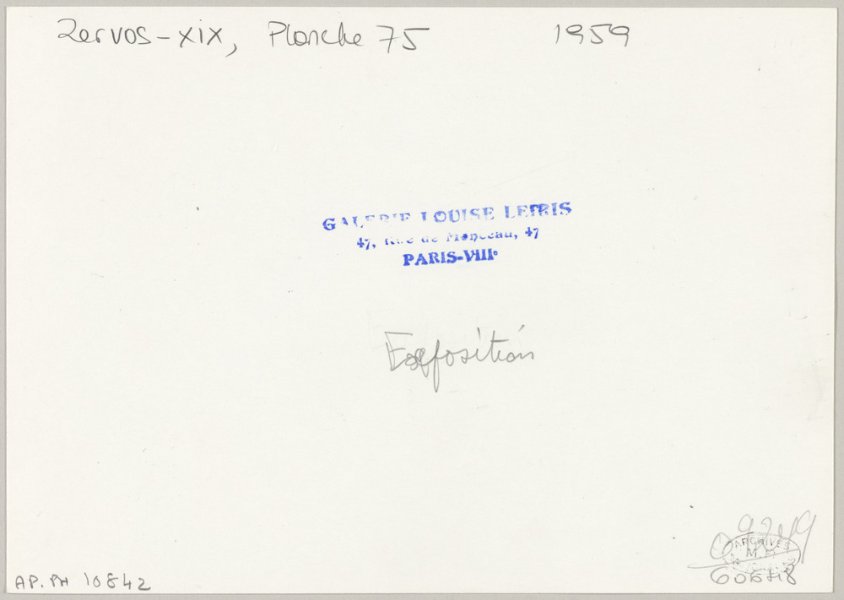 Zervos-XIX, Planche 75 1959
GALERIE LOUISE LEIRIS
47, Rue de Monceau, 47
PARIS-VIIIe
Exposition
ARCHIVES
AP. PH 10842